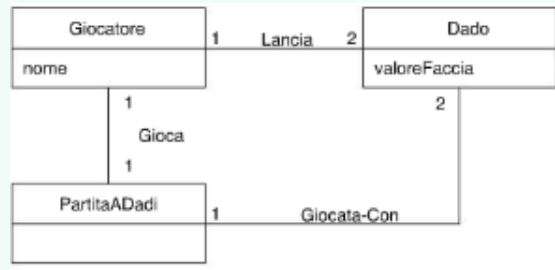 Giocatore
nome
1 Lancia 2
Dado
valoreFaccia
1
Gioca
1
2
PartitaADadi
1 Giocata-Con